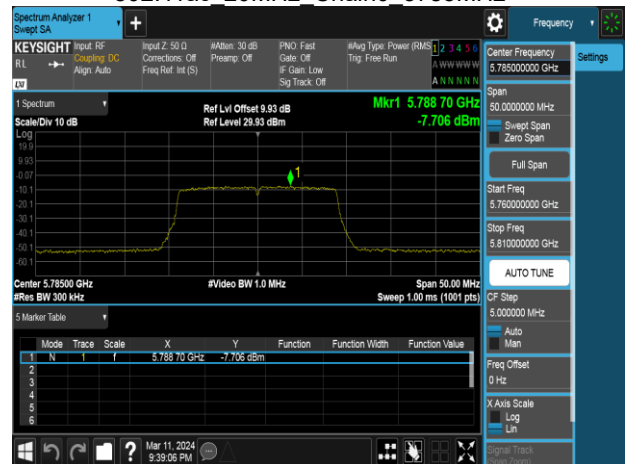 Spectrum Analyzer 1
Swept SA
+
Frequency
KEYSIGHT
RL
LXI
Input: RF
Coupling: DC
Align: Auto
Input Z: 50 Ω
Corrections: Off
Freq Ref: Int (S)
#Atten: 30 dB
Preamp: Off
PNO: Fast
Gate: Off
IF Gain: Low
Sig Track: Off
#Avg Type: Power (RMS
Trig: Free Run
1 2 3 4 5 6
A W W W W W
A N N N N N
1 Spectrum
Scale/Div 10 dB
Ref Lvl Offset 9.93 dB
Ref Level 29.93 dBm
Mkr1 5.788 70 GHz
-7.706 dBm
Log
19.9
9.93
-0.07
-10.1
-20.1
-30.1
-40.1
-50.1
-60.1
1
Center 5.78500 GHz
#Video BW 1.0 MHz
Span 50.00 MHz
#Res BW 300 kHz
Sweep 1.00 ms (1001 pts)
5 Marker Table
Mode Trace Scale X Y Function Function Width Function Value
1 N 1 f 5.788 70 GHz -7.706 dBm
2
3
4
5
6
Mar 11, 2024
9:39:06 PM
Center Frequency
5.785000000 GHz
Settings
Span
50.0000000 MHz
Swept Span
Zero Span
Full Span
Start Freq
5.760000000 GHz
Stop Freq
5.810000000 GHz
AUTO TUNE
CF Step
5.000000 MHz
Auto
Man
Freq Offset
0 Hz
X Axis Scale
Log
Lin
Signal Track
(Span Zoom)